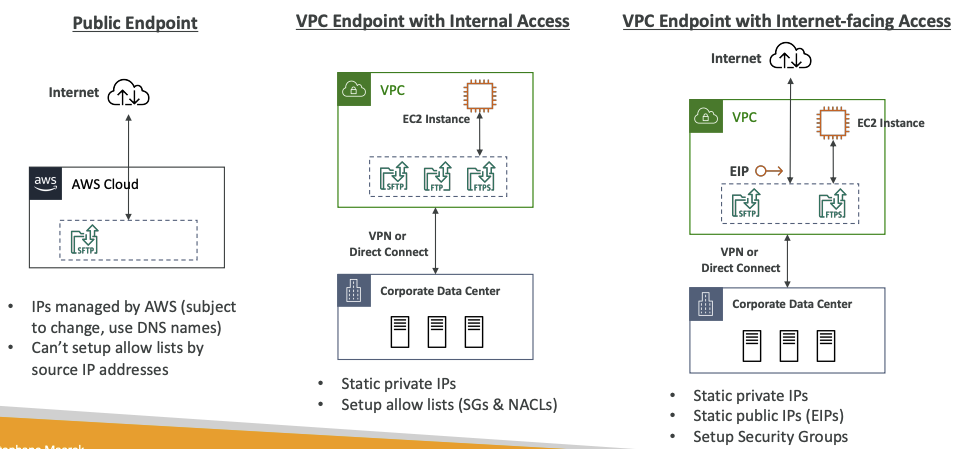 Public Endpoint
Internet
aws
AWS Cloud
SFTP
• IPs managed by AWS (subject
to change, use DNS names)
• Can’t setup allow lists by
source IP addresses
VPC Endpoint with Internal Access
VPC
EC2 Instance
SFTP
FTP
FTPS
VPN or
Direct Connect
Corporate Data Center
• Static private IPs
• Setup allow lists (SGs & NACLs)
VPC Endpoint with Internet-facing Access
Internet
VPC
EC2 Instance
EIP
SFTP
FTPS
VPN or
Direct Connect
Corporate Data Center
• Static private IPs
• Static public IPs (EIPs)
• Setup Security Groups